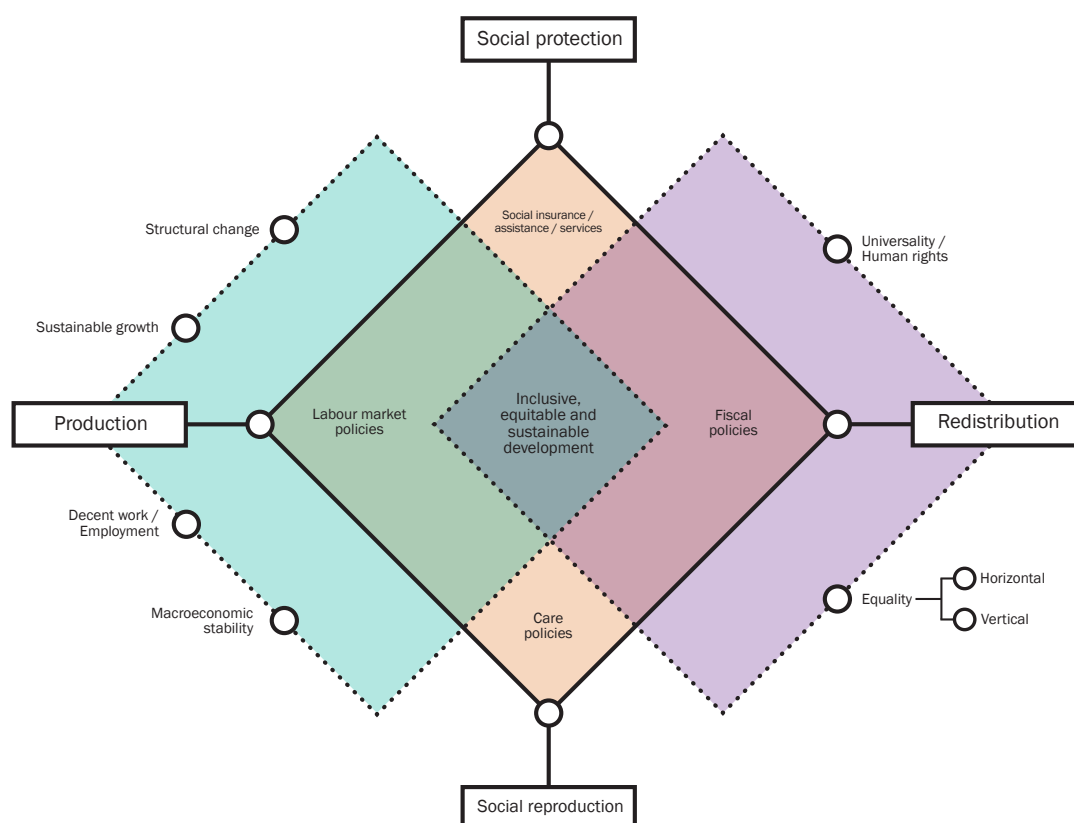 Social protection
Social insurance /
assistance / services
Structural change
Universality /
Human rights
Sustainable growth
Production
Labour market
policies
Inclusive,
equitable and
sustainable
development
Fiscal
policies
Redistribution
Decent work /
Employment
Macroeconomic
stability
Care
policies
Equality
Horizontal
Vertical
Social reproduction